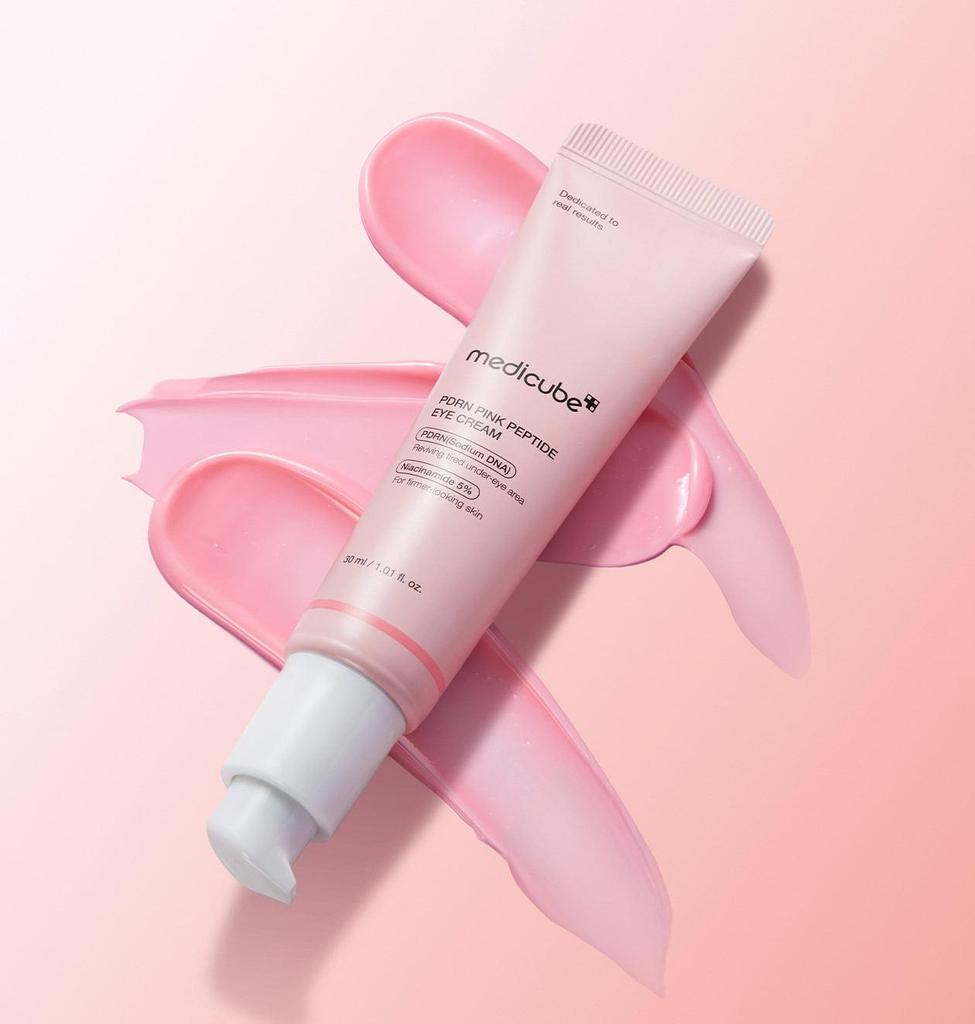 Dedicated to
real results
medicube
PDRN PINK PEPTIDE
EYE CREAM
PDRN(Sodium DNA)
Reviving tired under-eye area
Niacinamide 5%
For firmer-looking skin
30 ml / 1.01 fl. oz.